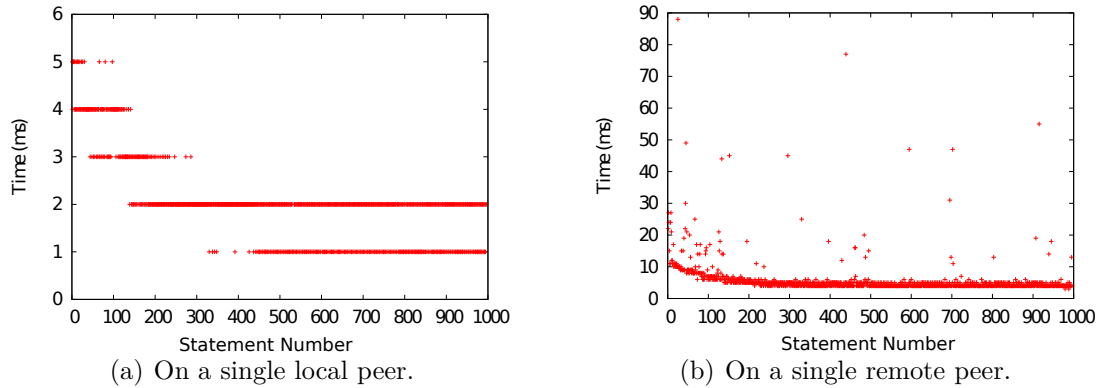 6
5
4
3
2
1
0
0 100 200 300 400 500 600 700 800 900 1000
Time (ms)
Statement Number
(a) On a single local peer.
90
80
70
60
50
40
30
20
10
0
0 100 200 300 400 500 600 700 800 900 1000
Time (ms)
Statement Number
(b) On a single remote peer.